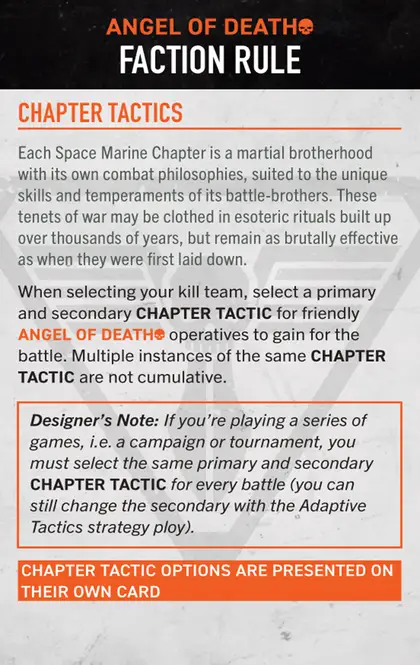 ANGEL OF DEATH
FACTION RULE
CHAPTER TACTICS
Each Space Marine Chapter is a martial brotherhood
with its own combat philosophies, suited to the unique
skills and temperaments of its battle-brothers. These
tenets of war may be clothed in esoteric rituals built up
over thousands of years, but remain as brutally effective
as when they were first laid down.
When selecting your kill team, select a primary
and secondary CHAPTER TACTIC for friendly
ANGEL OF DEATH operatives to gain for the
battle. Multiple instances of the same CHAPTER
TACTIC are not cumulative.
Designer's Note: If you're playing a series of
games, i.e. a campaign or tournament, you
must select the same primary and secondary
CHAPTER TACTIC for every battle (you can
still change the secondary with the Adaptive
Tactics strategy ploy).
CHAPTER TACTIC OPTIONS ARE PRESENTED ON
THEIR OWN CARD